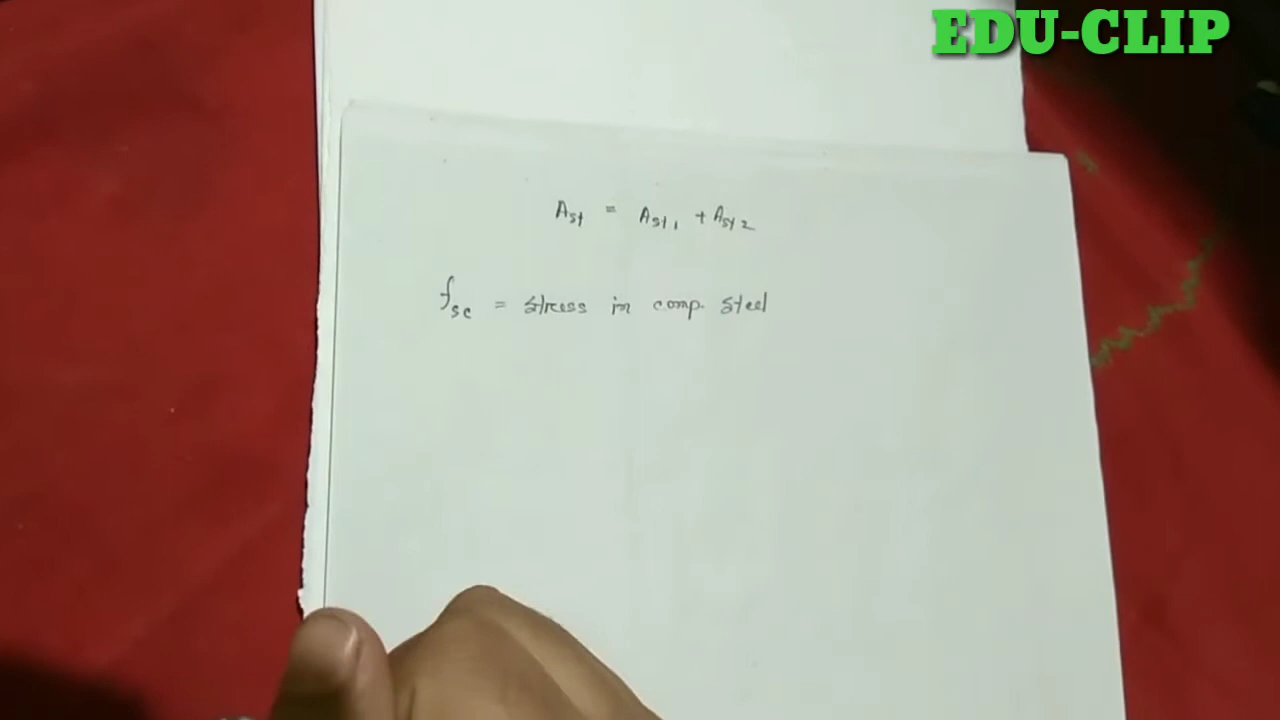 EDU-CLIP
Ast = Ast1 + Ast2
fsc = stress in comp. steel